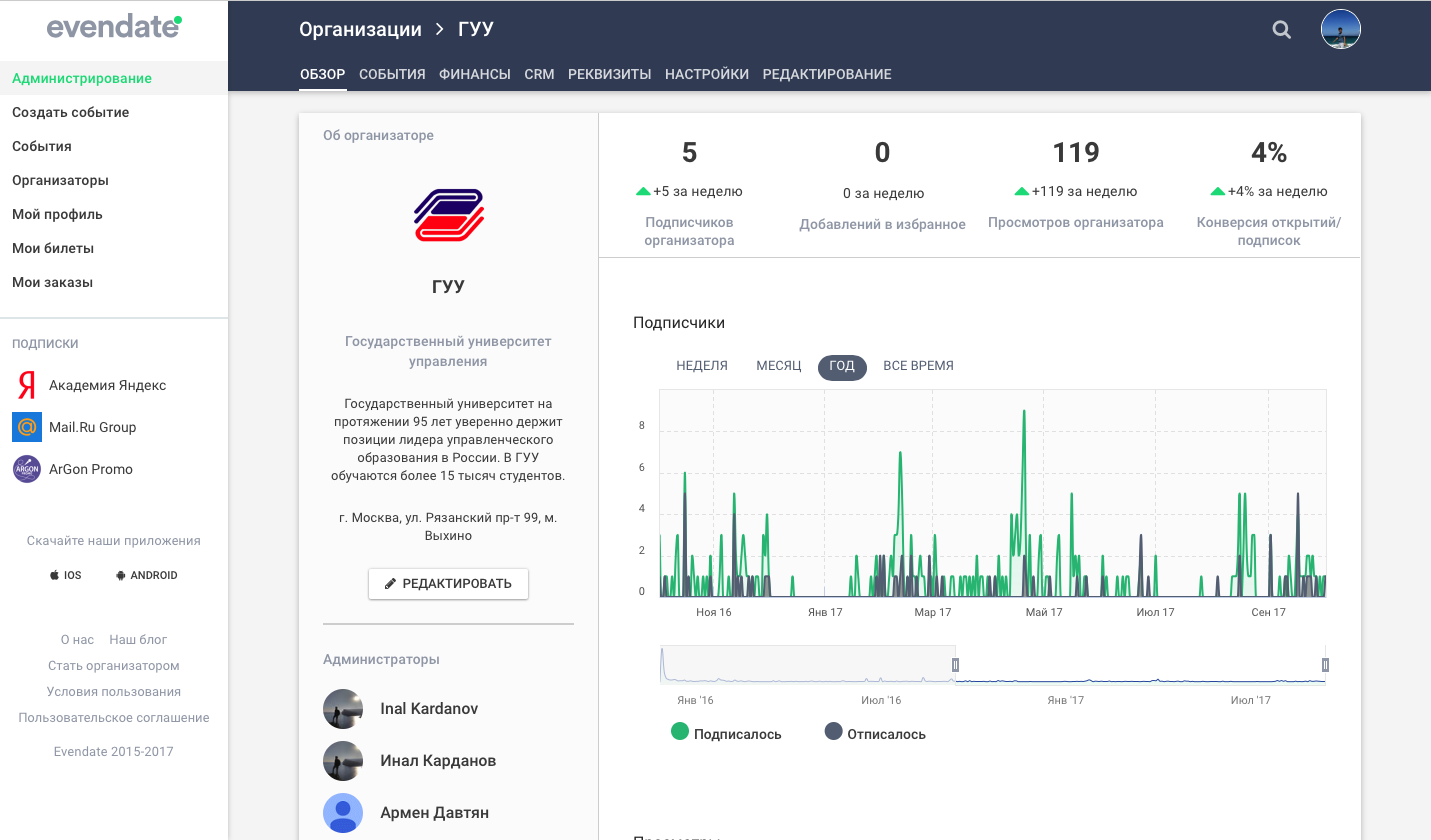 evendate
Администрирование
Создать событие
События
Организаторы
Мой профиль
Мои билеты
Мои заказы
ПОДПИСКИ
Я
Академия Яндекс
@
Mail.Ru Group
ARGON
ArGon Promo
Скачайте наши приложения
IOS ANDROID
О нас Наш блог
Стать организатором
Условия пользования
Пользовательское соглашение
Evendate 2015-2017
Организации > ГУУ
ОБЗОР СОБЫТИЯ ФИНАНСЫ CRM РЕКВИЗИТЫ НАСТРОЙКИ РЕДАКТИРОВАНИЕ
Об организаторе
ГУУ
Государственный университет
управления
Государственный университет на
протяжении 95 лет уверенно держит
позиции лидера управленческого
образования в России. В ГУУ
обучаются более 15 тысяч студентов.
г. Москва, ул. Рязанский пр-т 99, м.
Выхино
РЕДАКТИРОВАТЬ
Администраторы
Inal Kardanov
Инал Карданов
Армен Давтян
5 0 119 4%
+5 за неделю 0 за неделю +119 за неделю +4% за неделю
Подписчиков Добавлений в избранное Просмотров организатора Конверсия открытий/
организатора подписок
Подписчики
НЕДЕЛЯ МЕСЯЦ ГОД ВСЕ ВРЕМЯ
8
6
4
2
0
Ноя 16 Янв 17 Мар 17 Май 17 Июл 17 Сен 17
Янв '16 Июл '16 Янв '17 Июл '17
Подписалось Отписалось